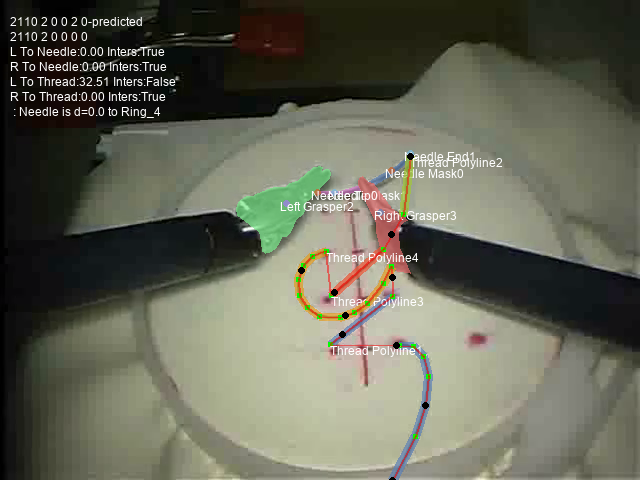 2110 2 0 0 2 0-predicted
2110 2 0 0 0 0
L To Needle:0.00 Inters:True
R To Needle:0.00 Inters:True
L To Thread:32.51 Inters:False
R To Thread:0.00 Inters:True
: Needle is d=0.0 to Ring_4
Needle End1
Thread Polyline2
Needle Mask0
Left Grasper2
Right Grasper3
Thread Polyline4
Thread Polyline3
Thread Polyline